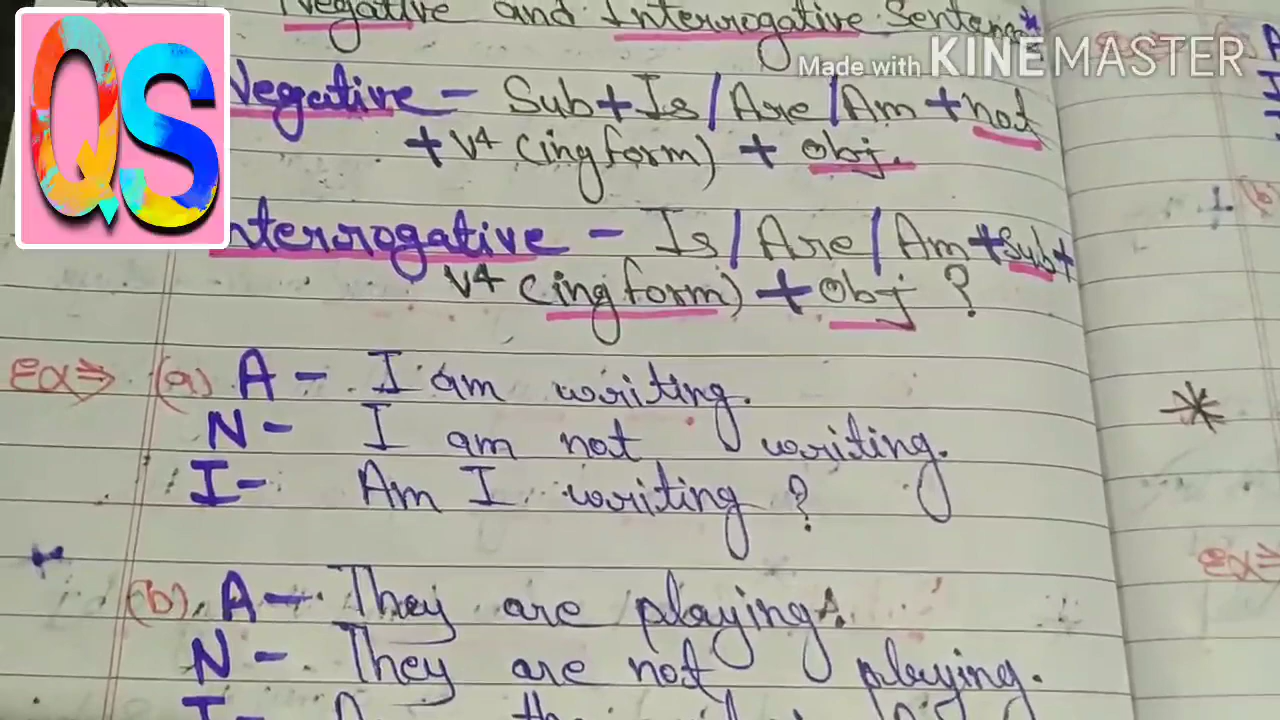 Negative and Interrogative Sentence
Made with KINEMASTER
QS
Negative - Sub + Is / Are / Am + not
+ V4 (ing form) + Obj.
Interrogative - Is / Are / Am + Sub +
V4 (ing form) + Obj ?
Ex ⇒ (a) A - I am writing.
N - I am not writing.
I - Am I writing ?
(b) A - They are playing.
N - They are not playing.
I -
Ex ⇒
(b)